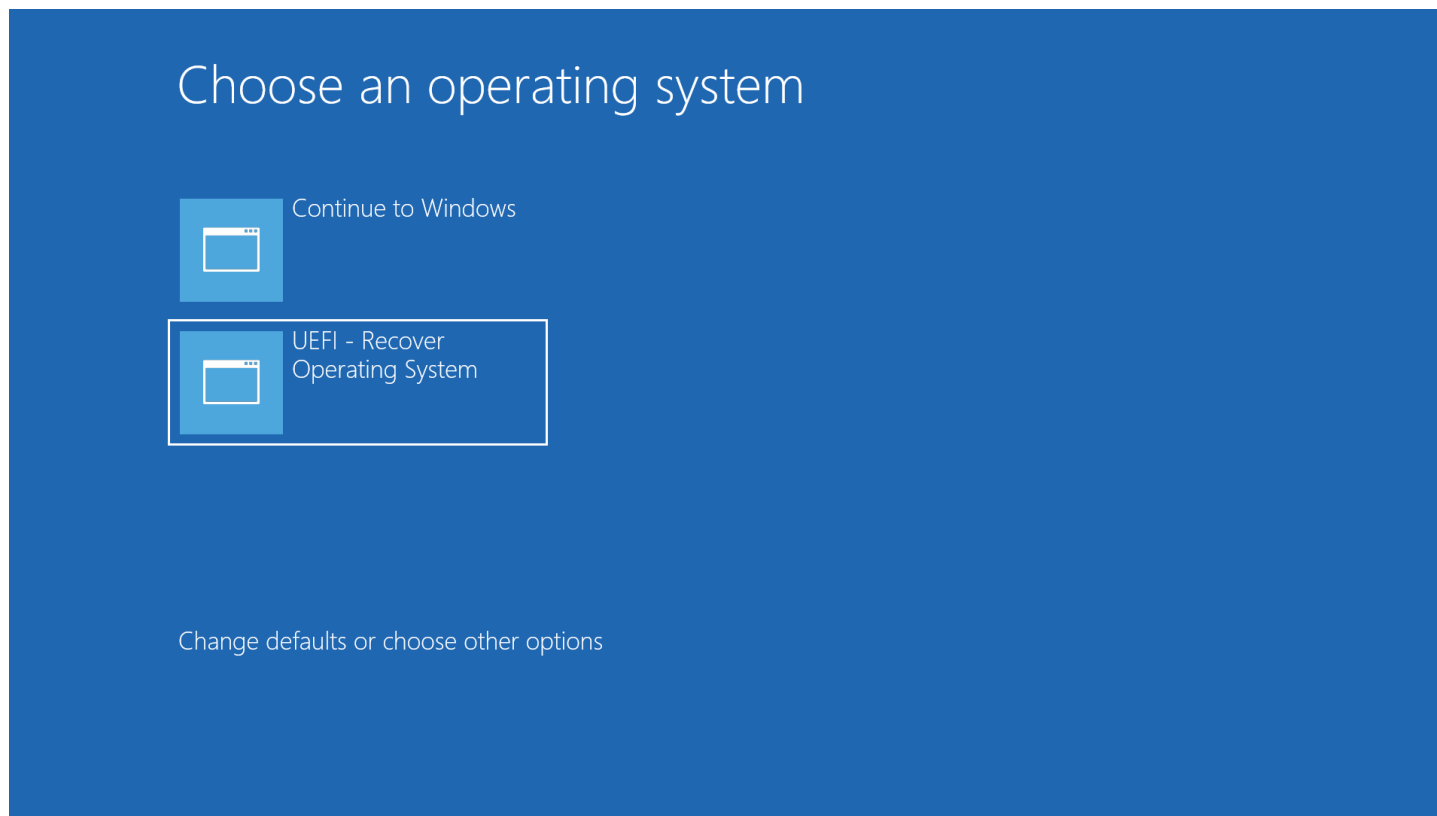 Choose an operating system
Continue to Windows
UEFI - Recover
Operating System
Change defaults or choose other options